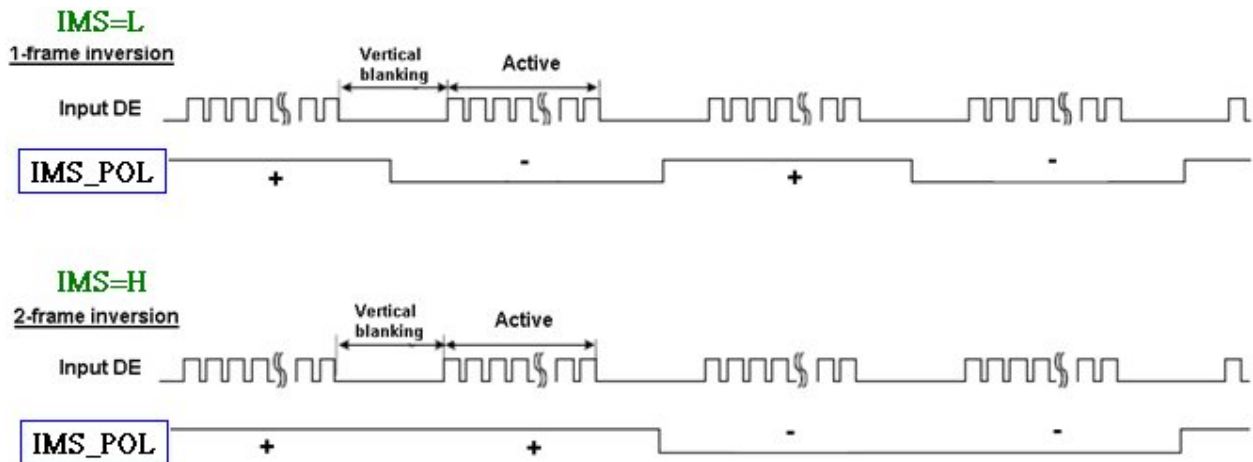 IMS=L
1-frame inversion
Vertical
blanking
Active
Input DE
IMS_POL
+
-
+
-
IMS=H
2-frame inversion
Vertical
blanking
Active
Input DE
IMS_POL
+
+
-
-